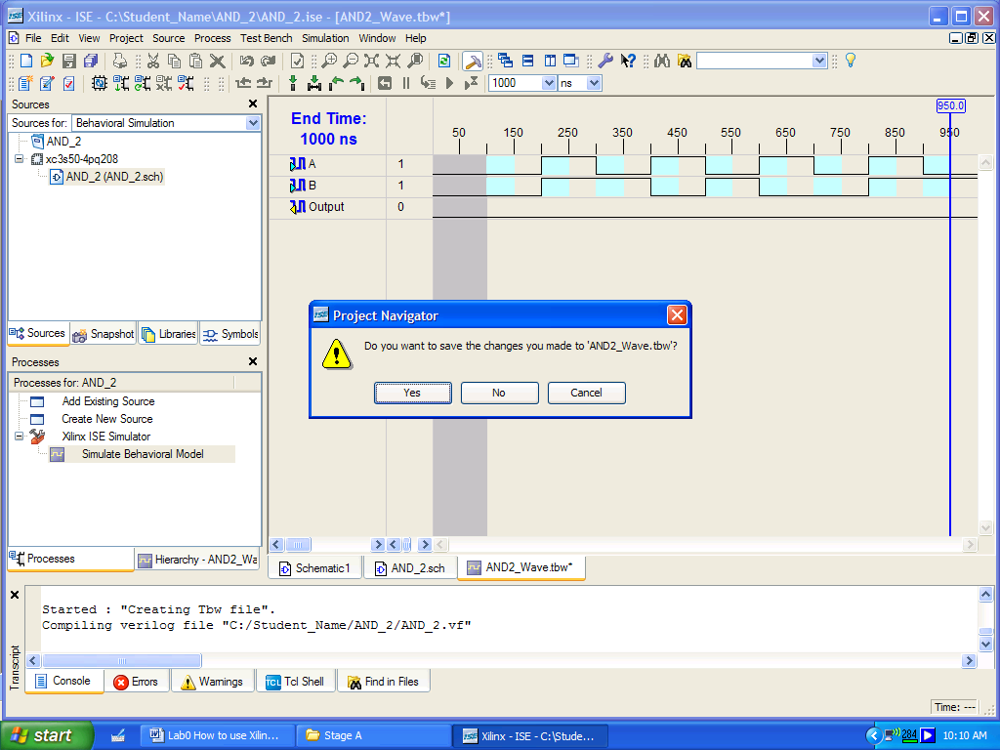 Xilinx - ISE - C:\Student_Name\AND_2\AND_2.ise - [AND2_Wave.tbw*]
File Edit View Project Source Process Test Bench Simulation Window Help
1000 ns
Sources
Sources for: Behavioral Simulation
AND_2
xc3s50-4pq208
AND_2 (AND_2.sch)
Sources Snapshot Libraries Symbols
Processes
Processes for: AND_2
Add Existing Source
Create New Source
Xilinx ISE Simulator
Simulate Behavioral Model
Processes Hierarchy - AND2_Wa
950.0
End Time:
1000 ns
50 150 250 350 450 550 650 750 850 950
A 1
B 1
Output 0
ISE Project Navigator
Do you want to save the changes you made to 'AND2_Wave.tbw'?
Yes No Cancel
Schematic1 AND_2.sch AND2_Wave.tbw*
Started : "Creating Tbw file".
Compiling verilog file "C:/Student_Name/AND_2/AND_2.vf"
Transcript
Console Errors Warnings TCL Tcl Shell Find in Files
Time: ---
start Lab0 How to use Xilin... Stage A ISE Xilinx - ISE - C:\Stude... 284 10:10 AM